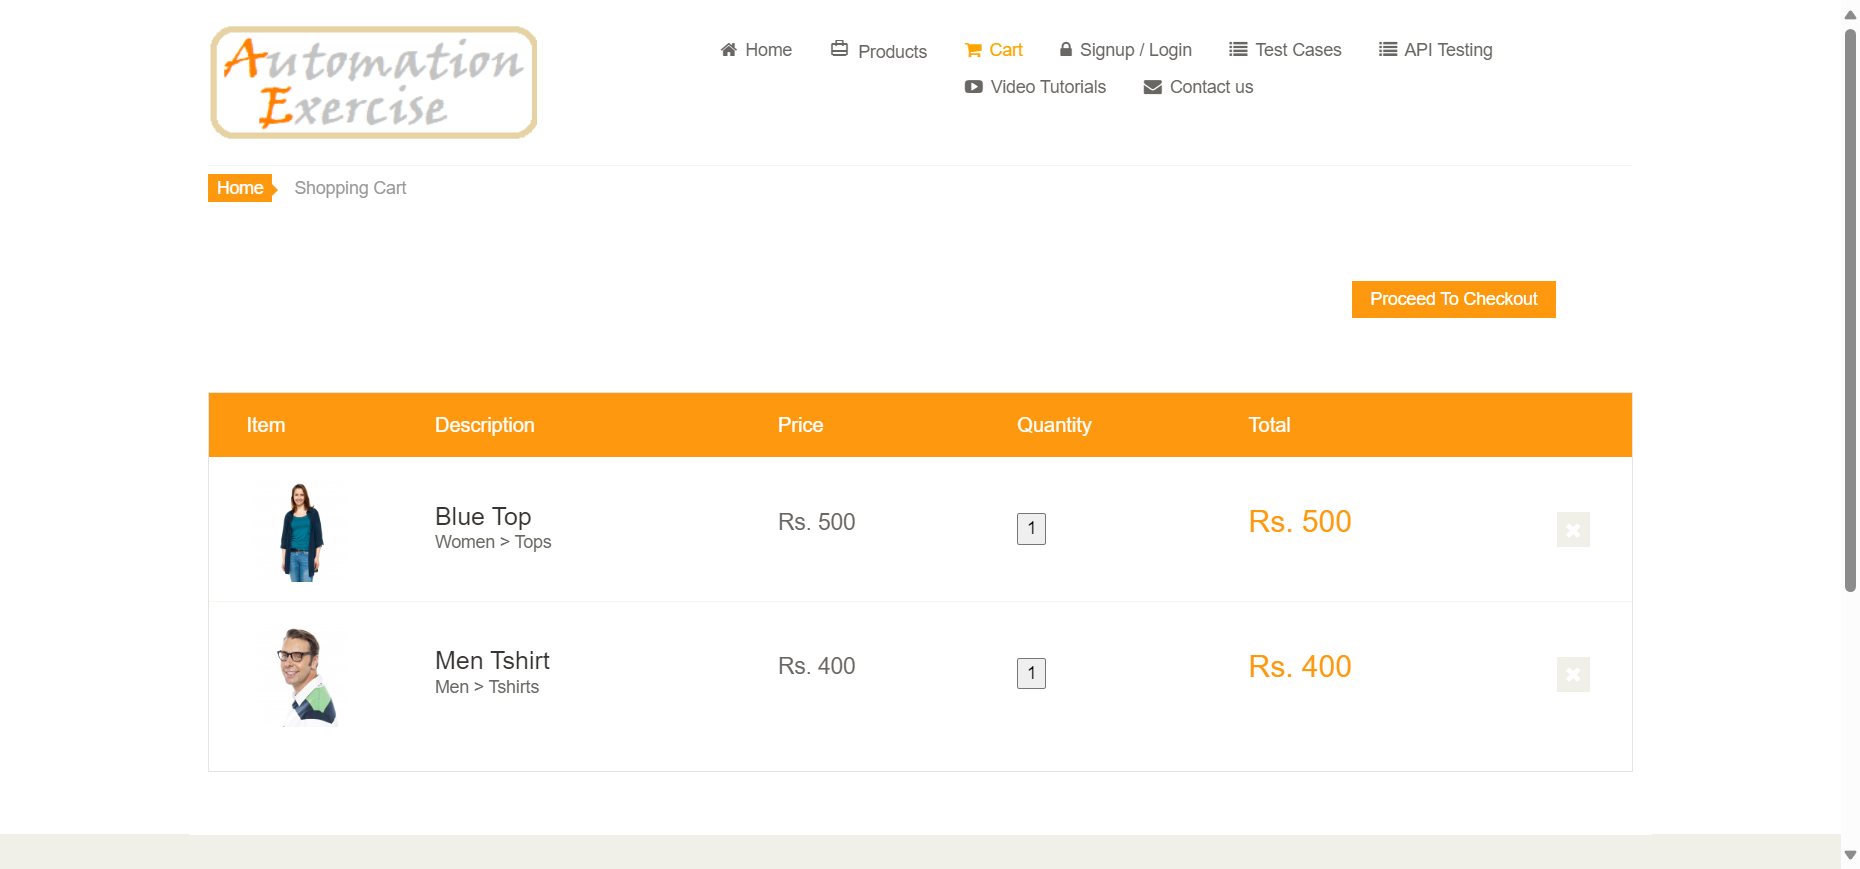 Automation
Exercise
Home Products Cart Signup / Login Test Cases API Testing
Video Tutorials Contact us
Home Shopping Cart
Proceed To Checkout
Item Description Price Quantity Total
Blue Top Rs. 500 1 Rs. 500
Women > Tops
Men Tshirt Rs. 400 1 Rs. 400
Men > Tshirts